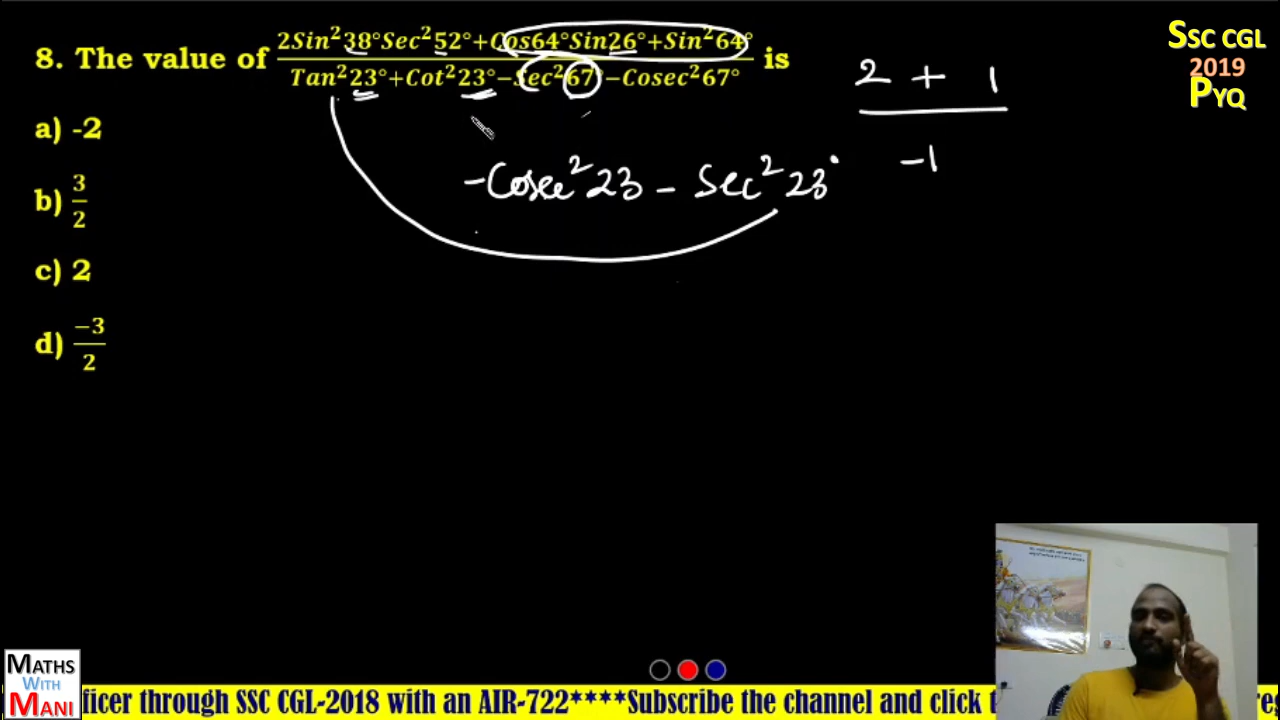 8. The value of (2Sin²38°Sec²52°+Cos64°Sin26°+Sin²64°)/(Tan²23°+Cot²23°−Sec²67°−Cosec²67°) is
a) -2
b) 3/2
c) 2
d) −3/2
2 + 1
-1
-Cosec²23 - Sec²23°
SSC CGL
2019
PYQ
MATHS
WITH
MANI
ficer through SSC CGL-2018 with an AIR-722****Subscribe the channel and click t